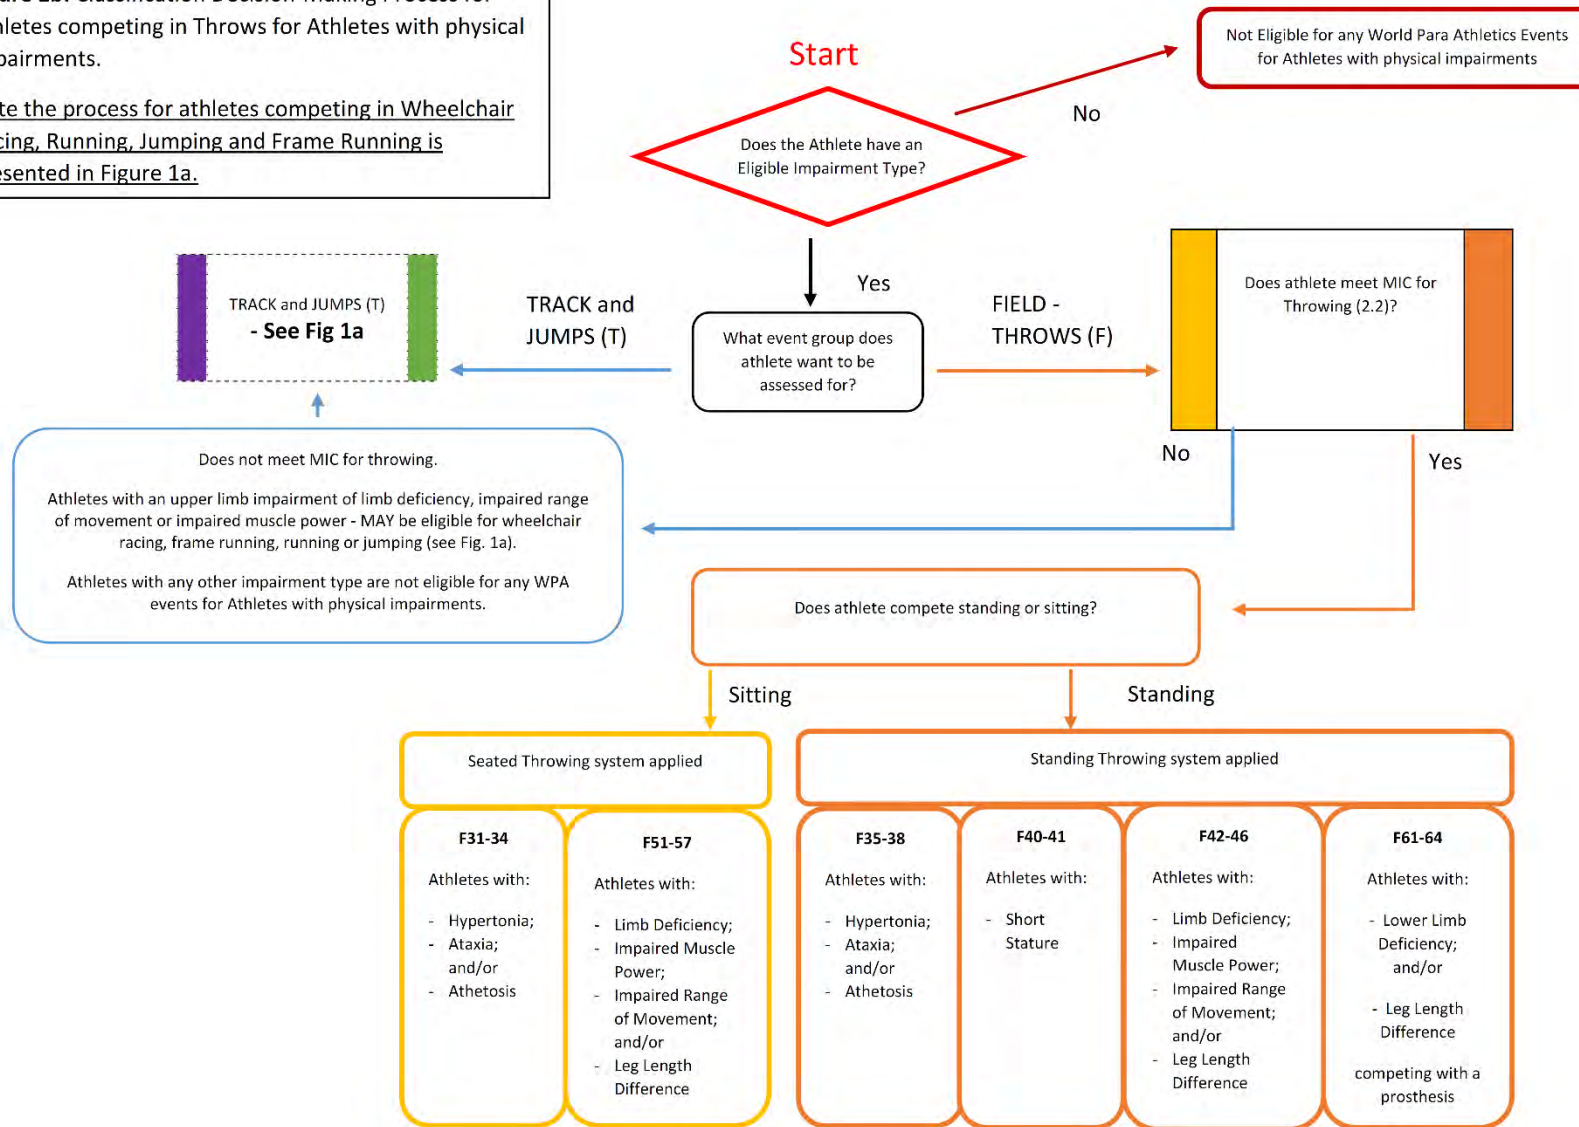 Classification Decision Making Process for
competing in Throws for Athletes with physical
the process for athletes competing in Wheelchair
Running, Jumping and Frame Running is
in Figure 1a.
Start
Does the Athlete have an
Eligible Impairment Type?
No
Not Eligible for any World Para Athletics Events
for Athletes with physical impairments
Yes
TRACK and JUMPS (T)
- See Fig 1a
TRACK and
JUMPS (T)
What event group does
athlete want to be
assessed for?
FIELD -
THROWS (F)
Does athlete meet MIC for
Throwing (2.2)?
No
Yes
Does not meet MIC for throwing.
Athletes with an upper limb impairment of limb deficiency, impaired range
of movement or impaired muscle power - MAY be eligible for wheelchair
racing, frame running, running or jumping (see Fig. 1a).
Athletes with any other impairment type are not eligible for any WPA
events for Athletes with physical impairments.
Does athlete compete standing or sitting?
Sitting
Standing
Seated Throwing system applied
Standing Throwing system applied
F31-34
Athletes with:
- Hypertonia;
- Ataxia;
and/or
- Athetosis
F51-57
Athletes with:
- Limb Deficiency;
- Impaired Muscle
Power;
- Impaired Range
of Movement;
and/or
- Leg Length
Difference
F35-38
Athletes with:
- Hypertonia;
- Ataxia;
and/or
- Athetosis
F40-41
Athletes with:
- Short
Stature
F42-46
Athletes with:
- Limb Deficiency;
- Impaired
Muscle Power;
- Impaired Range
of Movement;
and/or
- Leg Length
Difference
F61-64
Athletes with:
- Lower Limb
Deficiency;
and/or
- Leg Length
Difference
competing with a
prosthesis